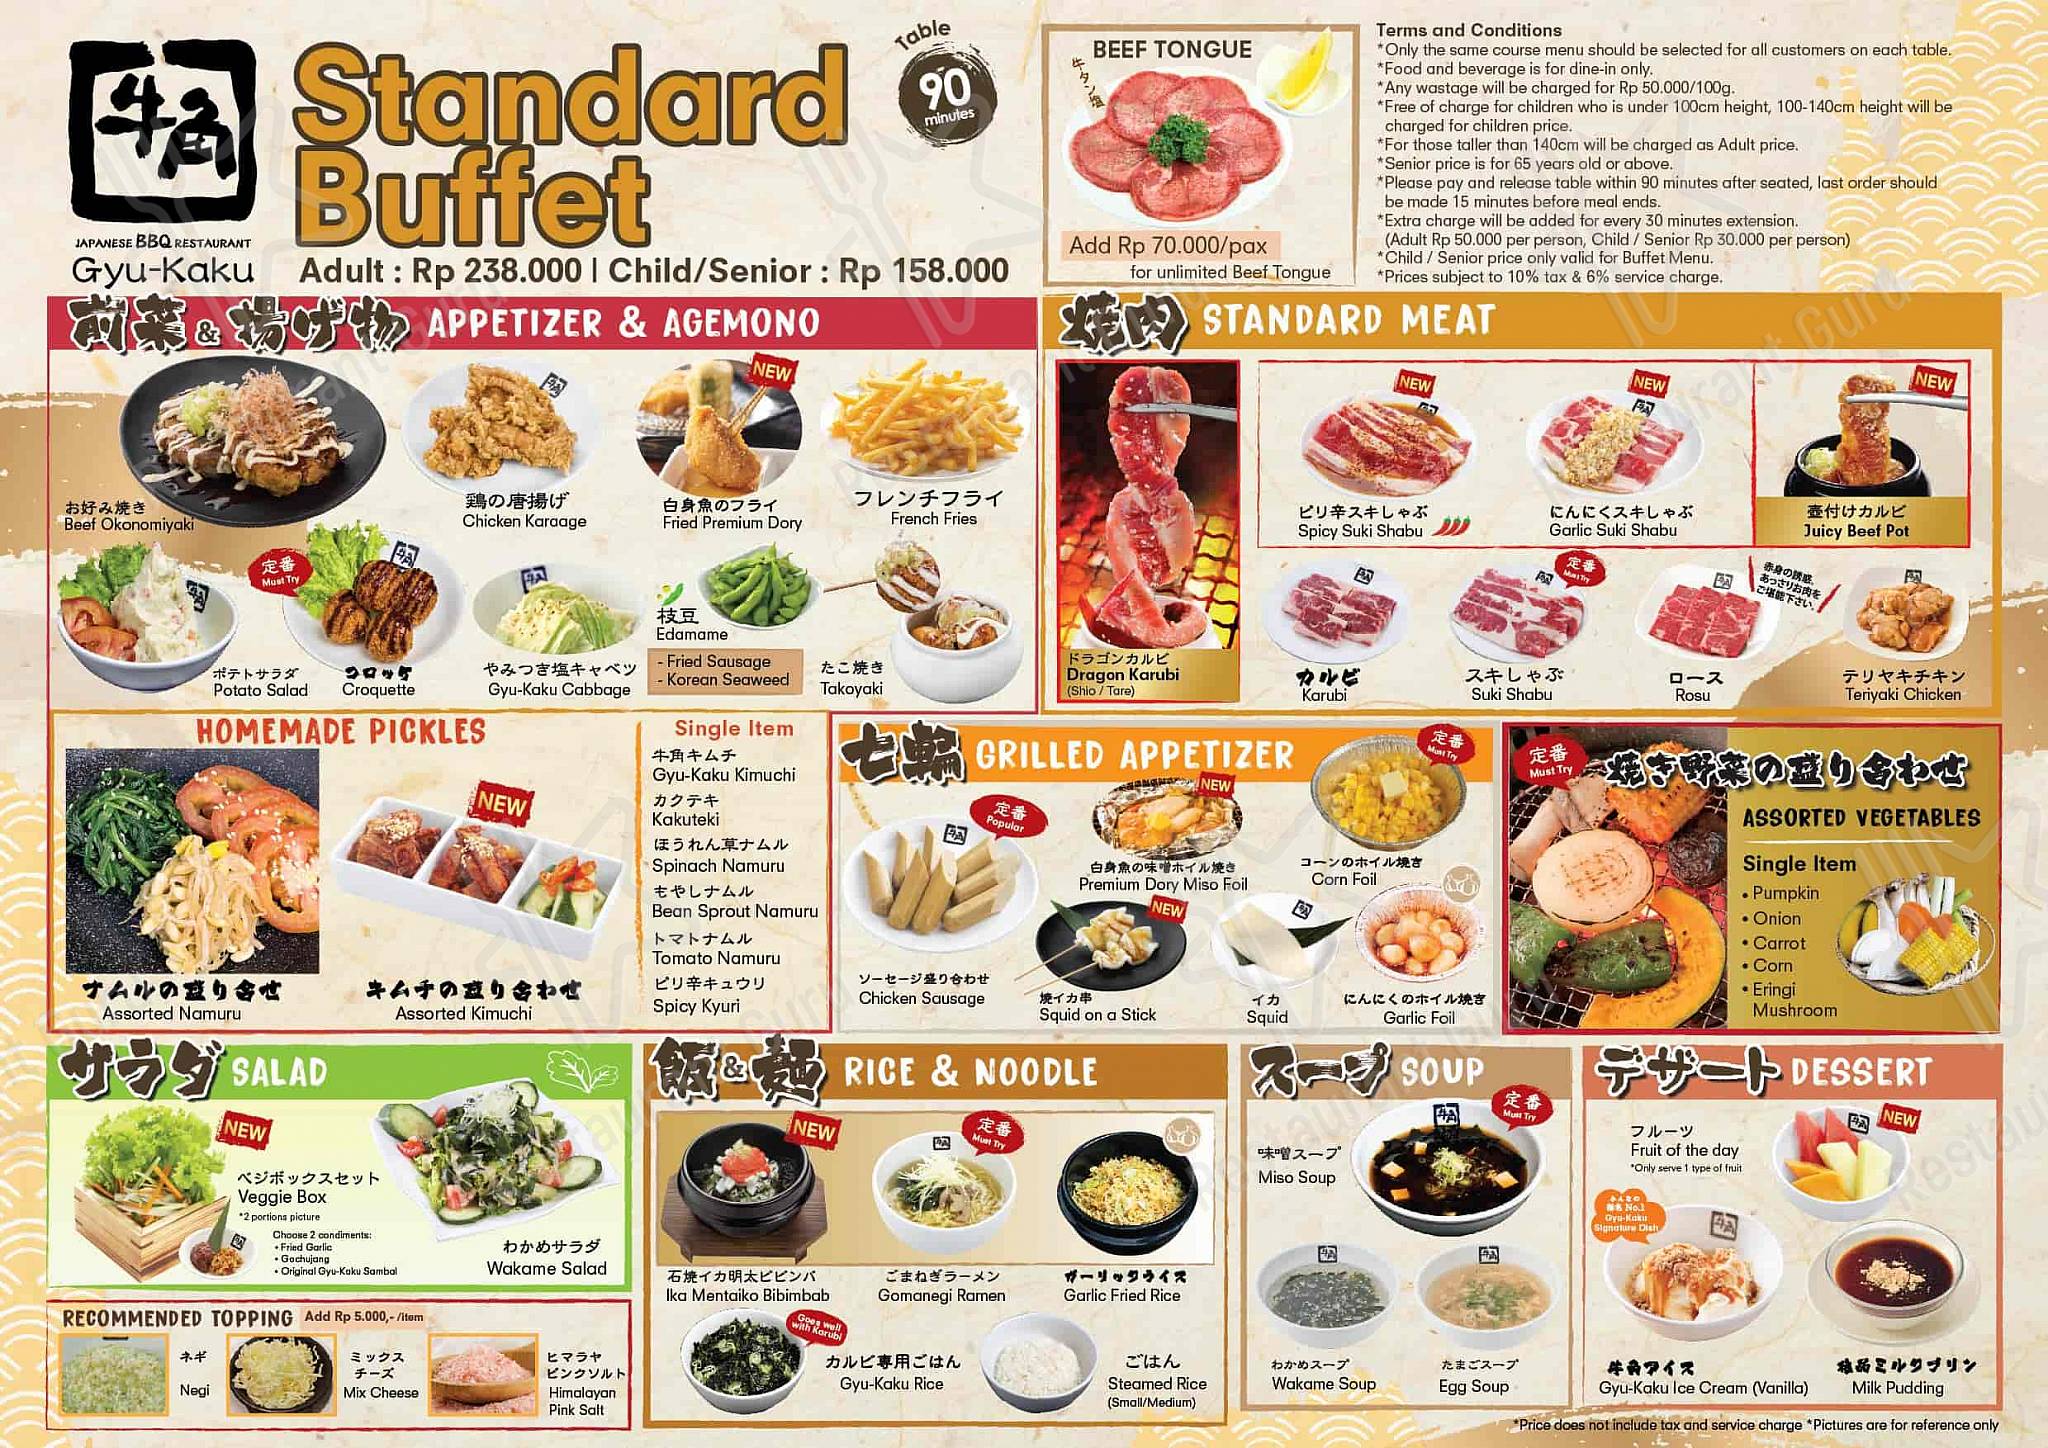 牛角
JAPANESE BBQ RESTAURANT
Gyu-Kaku
Standard
Buffet
Table
90
minutes
Adult : Rp 238.000 | Child/Senior : Rp 158.000
BEEF TONGUE
牛タン塩
Add Rp 70.000/pax
for unlimited Beef Tongue
Terms and Conditions
*Only the same course menu should be selected for all customers on each table.
*Food and beverage is for dine-in only.
*Any wastage will be charged for Rp 50.000/100g.
*Free of charge for children who is under 100cm height, 100-140cm height will be
charged for children price.
*For those taller than 140cm will be charged as Adult price.
*Senior price is for 65 years old or above.
*Please pay and release table within 90 minutes after seated, last order should
be made 15 minutes before meal ends.
*Extra charge will be added for every 30 minutes extension.
(Adult Rp 50.000 per person, Child / Senior Rp 30.000 per person)
*Child / Senior price only valid for Buffet Menu.
*Prices subject to 10% tax & 6% service charge.
前菜&揚げ物 APPETIZER & AGEMONO
お好み焼き
Beef Okonomiyaki
鶏の唐揚げ
Chicken Karaage
NEW
白身魚のフライ
Fried Premium Dory
フレンチフライ
French Fries
ポテトサラダ
Potato Salad
定番
Must Try
コロッケ
Croquette
やみつき塩キャベツ
Gyu-Kaku Cabbage
枝豆
Edamame
- Fried Sausage
- Korean Seaweed
たこ焼き
Takoyaki
焼肉 STANDARD MEAT
ドラゴンカルビ
Dragon Karubi
(Shio / Tare)
NEW
ピリ辛スキしゃぶ
Spicy Suki Shabu
NEW
にんにくスキしゃぶ
Garlic Suki Shabu
NEW
壺付けカルビ
Juicy Beef Pot
カルビ
Karubi
定番
Must Try
スキしゃぶ
Suki Shabu
赤身の誘惑、
あっさりお肉を
ご堪能下さい。
ロース
Rosu
テリヤキチキン
Teriyaki Chicken
HOMEMADE PICKLES
ナムルの盛り合せ
Assorted Namuru
NEW
キムチの盛り合わせ
Assorted Kimuchi
Single Item
牛角キムチ
Gyu-Kaku Kimuchi
カクテキ
Kakuteki
ほうれん草ナムル
Spinach Namuru
もやしナムル
Bean Sprout Namuru
トマトナムル
Tomato Namuru
ピリ辛キュウリ
Spicy Kyuri
七輪 GRILLED APPETIZER
定番
Popular
ソーセージ盛り合わせ
Chicken Sausage
NEW
白身魚の味噌ホイル焼き
Premium Dory Miso Foil
定番
Must Try
コーンのホイル焼き
Corn Foil
NEW
焼イカ串
Squid on a Stick
イカ
Squid
にんにくのホイル焼き
Garlic Foil
定番
Must Try
焼き野菜の盛り合わせ
ASSORTED VEGETABLES
Single Item
• Pumpkin
• Onion
• Carrot
• Corn
• Eringi
Mushroom
サラダ SALAD
NEW
ベジボックスセット
Veggie Box
*2 portions picture
Choose 2 condiments:
• Fried Garlic
• Gochujang
• Original Gyu-Kaku Sambal
わかめサラダ
Wakame Salad
RECOMMENDED TOPPING Add Rp 5.000,- /item
ネギ
Negi
ミックス
チーズ
Mix Cheese
ヒマラヤ
ピンクソルト
Himalayan
Pink Salt
飯&麺 RICE & NOODLE
NEW
石焼イカ明太ビビンバ
Ika Mentaiko Bibimbab
定番
Must Try
ごまねぎラーメン
Gomanegi Ramen
ガーリックライス
Garlic Fried Rice
Goes well
with Karubi
カルビ専用ごはん
Gyu-Kaku Rice
ごはん
Steamed Rice
(Small/Medium)
スープ SOUP
定番
Must Try
味噌スープ
Miso Soup
わかめスープ
Wakame Soup
たまごスープ
Egg Soup
デザート DESSERT
フルーツ
Fruit of the day
*Only serve 1 type of fruit
NEW
No.1
Gyu-Kaku
Signature Dish
牛角アイス
Gyu-Kaku Ice Cream (Vanilla)
極品ミルクプリン
Milk Pudding
*Price does not include tax and service charge *Pictures are for reference only